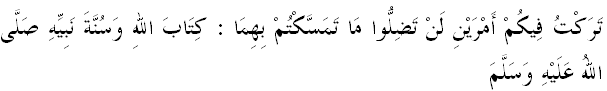 تَرَكْتُ فِيكُمْ أَمْرَيْنِ لَنْ تَضِلُّوا مَا تَمَسَّكْتُمْ بِهِمَا : كِتَابَ اللهِ وَسُنَّةَ نَبِيِّهِ صَلَّى
اللهُ عَلَيْهِ وَسَلَّمَ